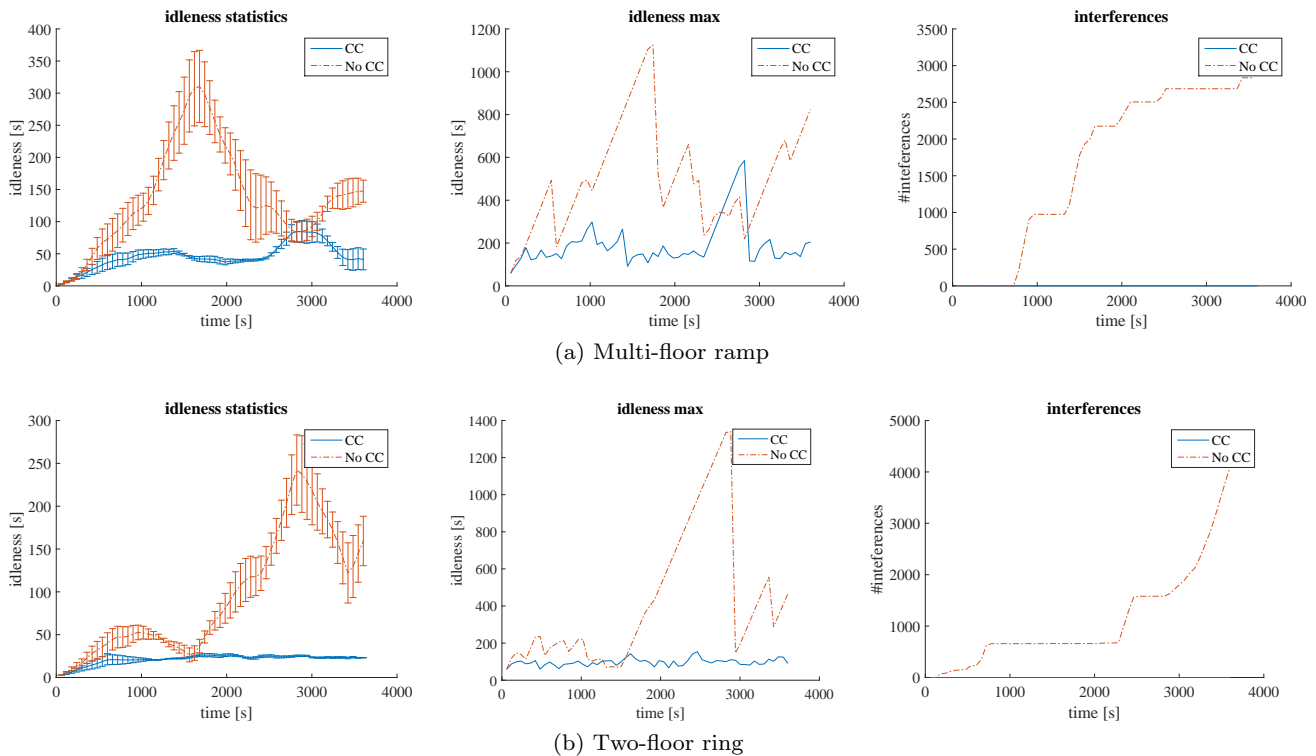 idleness statistics
400
350
300
250
200
150
100
50
0
0 1000 2000 3000 4000
idleness [s]
time [s]
CC
No CC
idleness max
1200
1000
800
600
400
200
0
0 1000 2000 3000 4000
idleness [s]
time [s]
CC
No CC
interferences
3500
3000
2500
2000
1500
1000
500
0
0 1000 2000 3000 4000
#inteferences
time [s]
CC
No CC
(a) Multi-floor ramp
idleness statistics
300
250
200
150
100
50
0
0 1000 2000 3000 4000
idleness [s]
time [s]
CC
No CC
idleness max
1400
1200
1000
800
600
400
200
0
0 1000 2000 3000 4000
idleness [s]
time [s]
CC
No CC
interferences
5000
4000
3000
2000
1000
0
0 1000 2000 3000 4000
#inteferences
time [s]
CC
No CC
(b) Two-floor ring